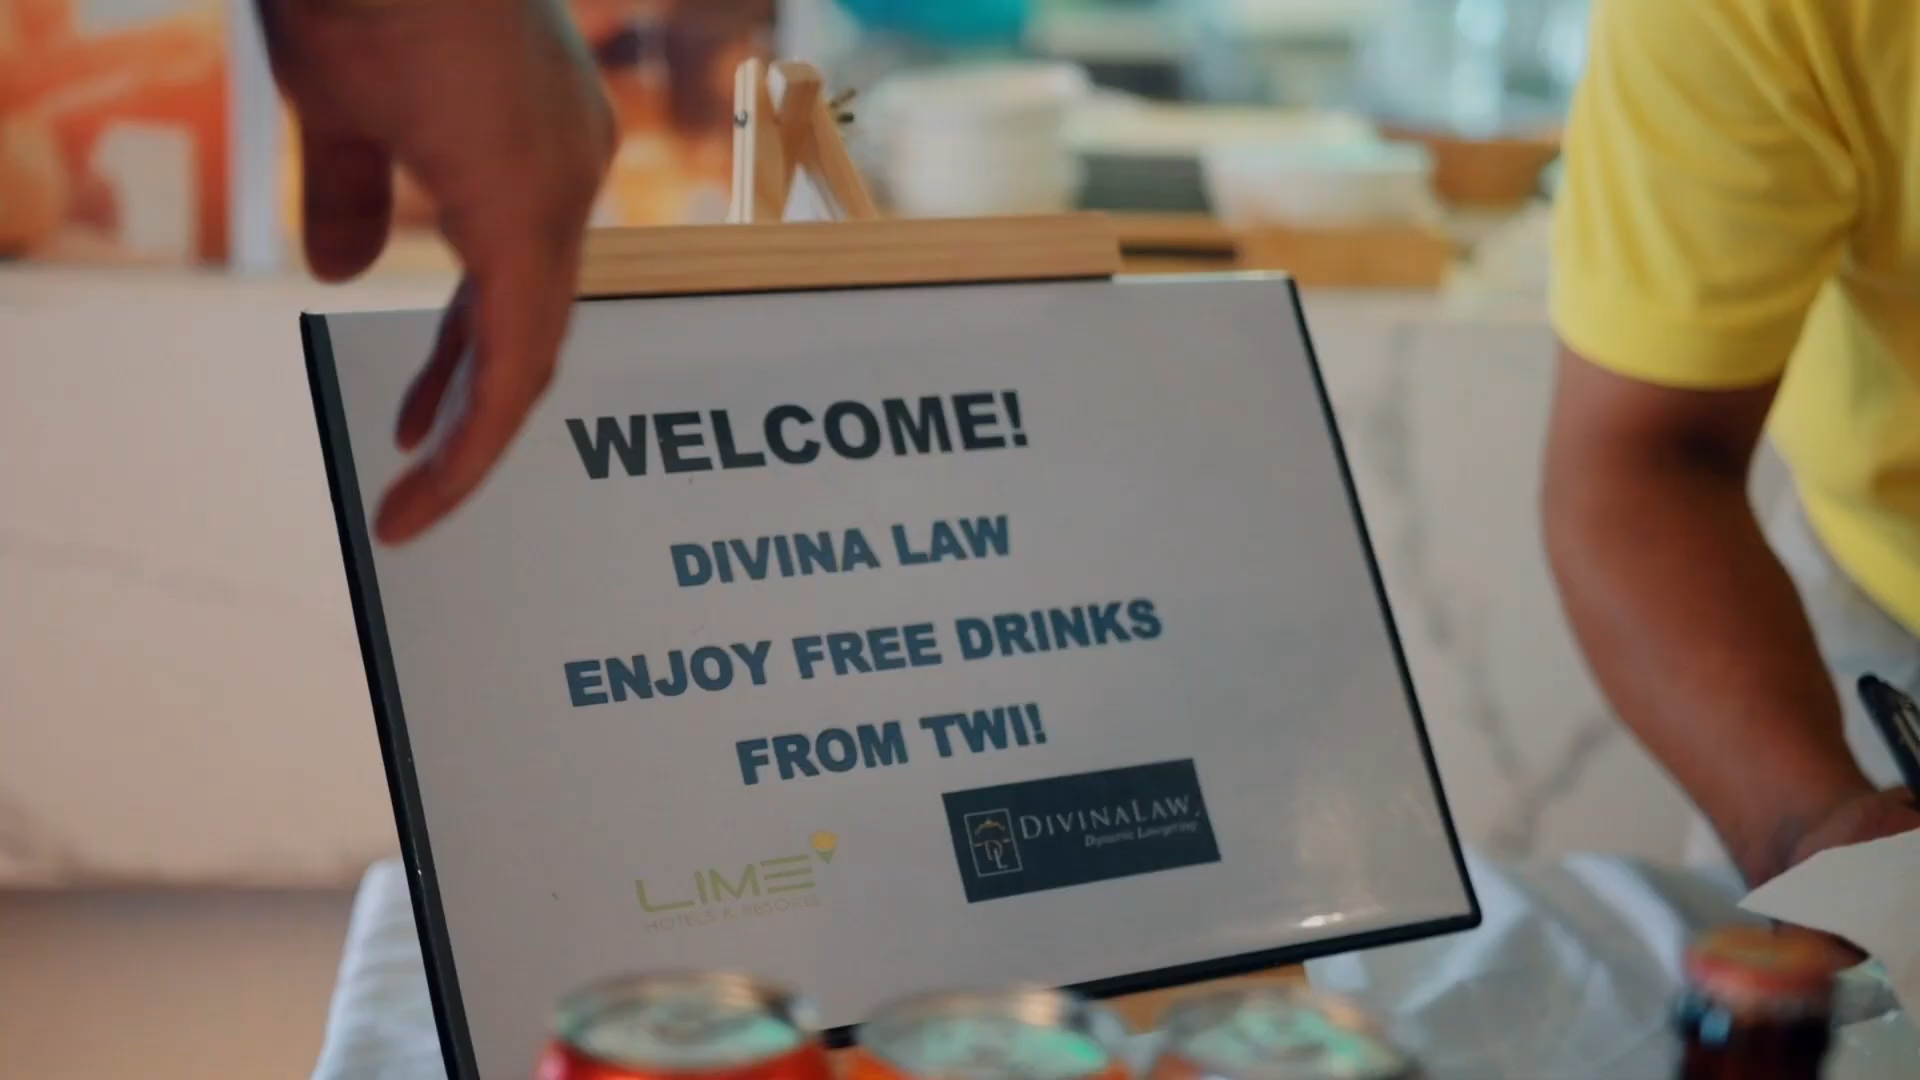 WELCOME!
DIVINA LAW
ENJOY FREE DRINKS
FROM TWI!
DIVINALAW
Dynamic Lawyering
LIME
HOTELS & RESORTS